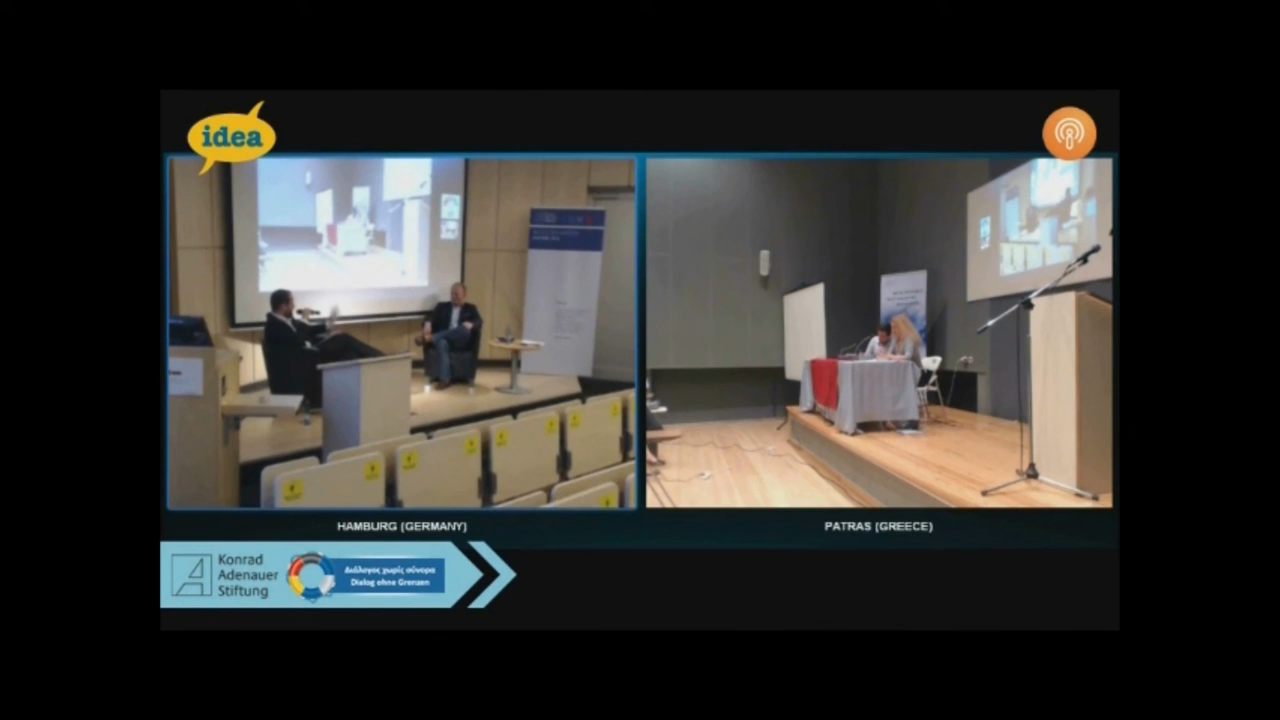 idea
HAMBURG (GERMANY)
PATRAS (GREECE)
Konrad
Adenauer
Stiftung
Διάλογος χωρίς σύνορα
Dialog ohne Grenzen